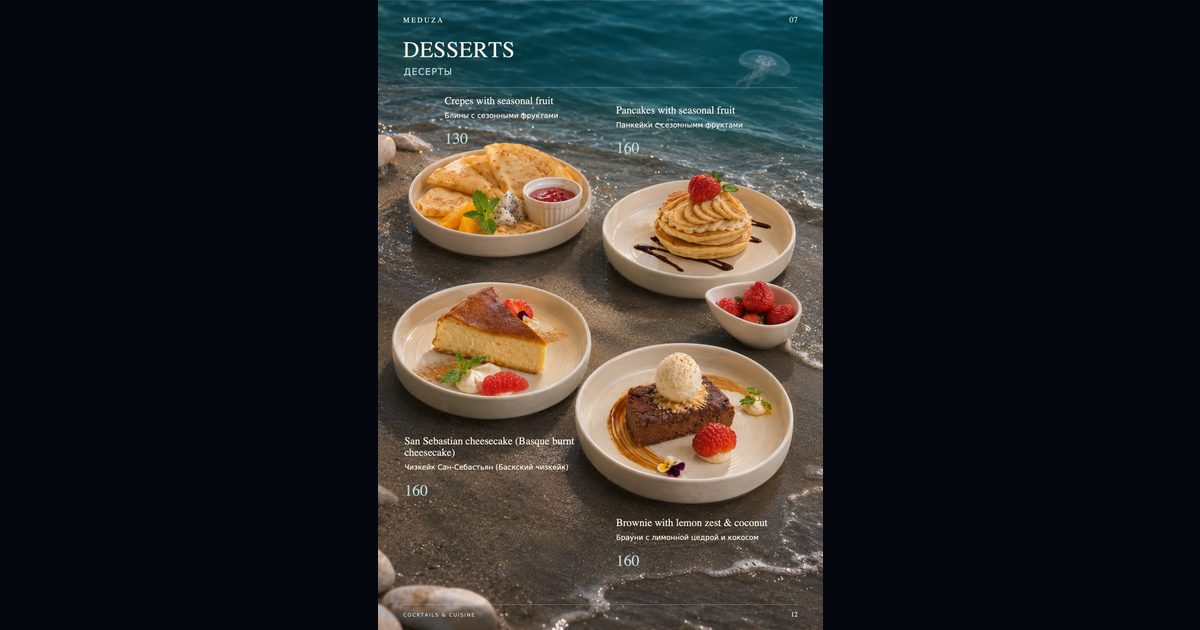 MEDUZA
07
DESSERTS
ДЕСЕРТЫ
Crepes with seasonal fruit
Блины с сезонными фруктами
130
Pancakes with seasonal fruit
Панкейки с сезонными фруктами
160
San Sebastian cheesecake (Basque burnt
cheesecake)
Чизкейк Сан-Себастьян (Баскский чизкейк)
160
Brownie with lemon zest & coconut
Брауни с лимонной цедрой и кокосом
160
COCKTAILS & CUISINE
12